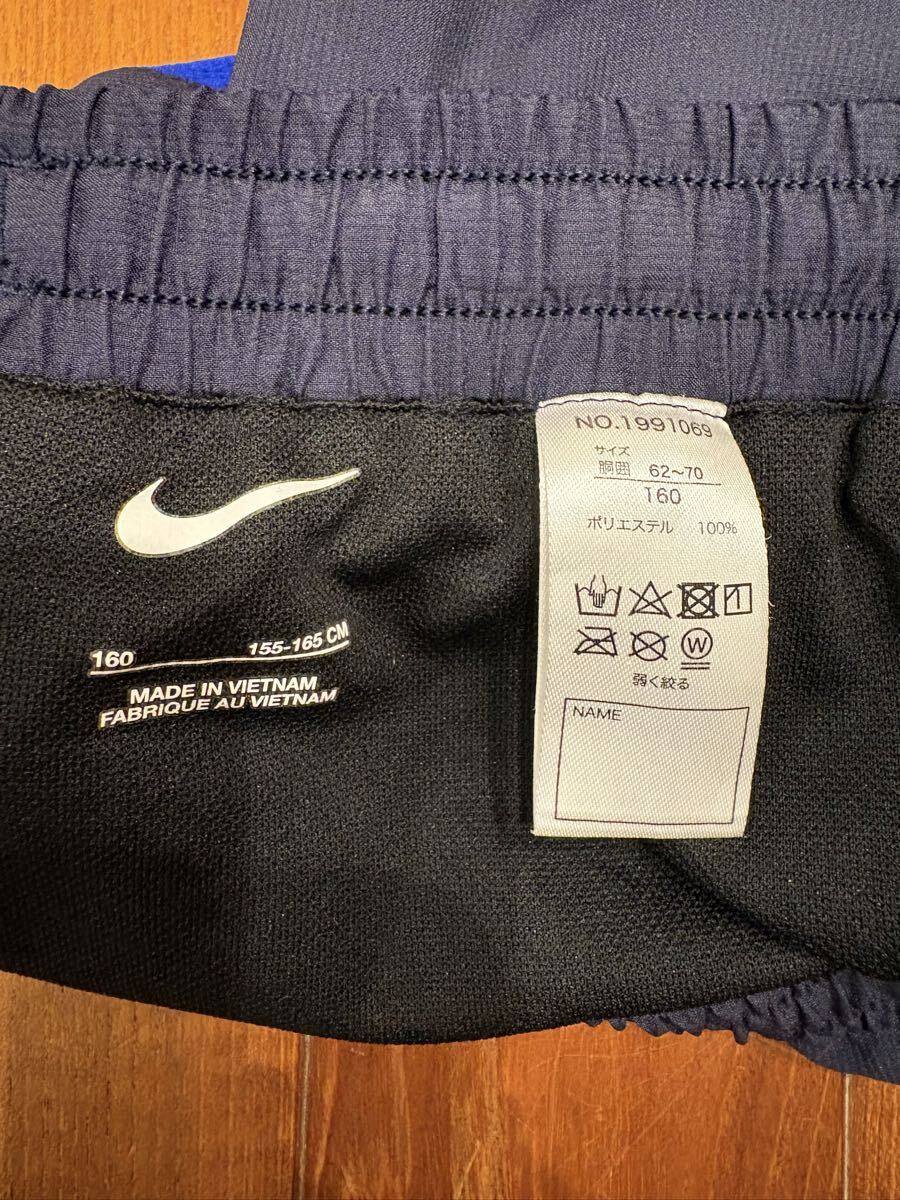 160 155-165 CM
MADE IN VIETNAM
FABRIQUE AU VIETNAM
NO.1991069
サイズ
胴囲 62~70
160
ポリエステル 100%
W
弱く絞る
NAME